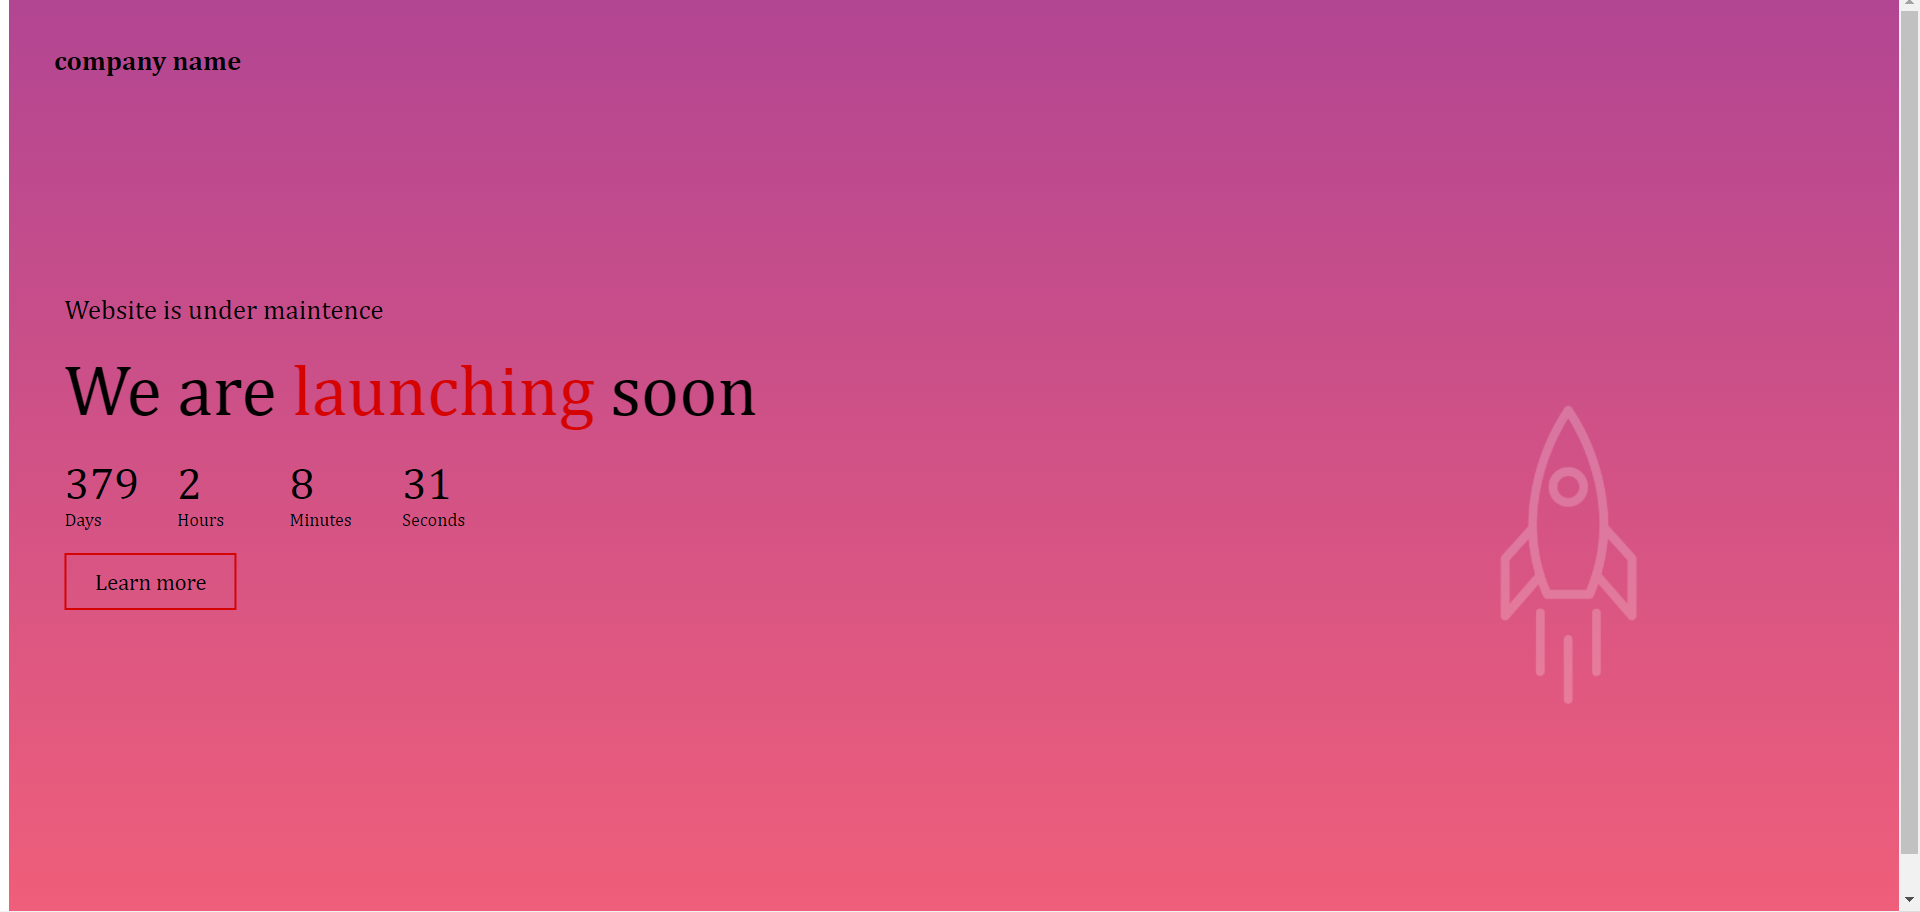 company name
Website is under maintence
We are launching soon
379 2 8 31
Days Hours Minutes Seconds
Learn more